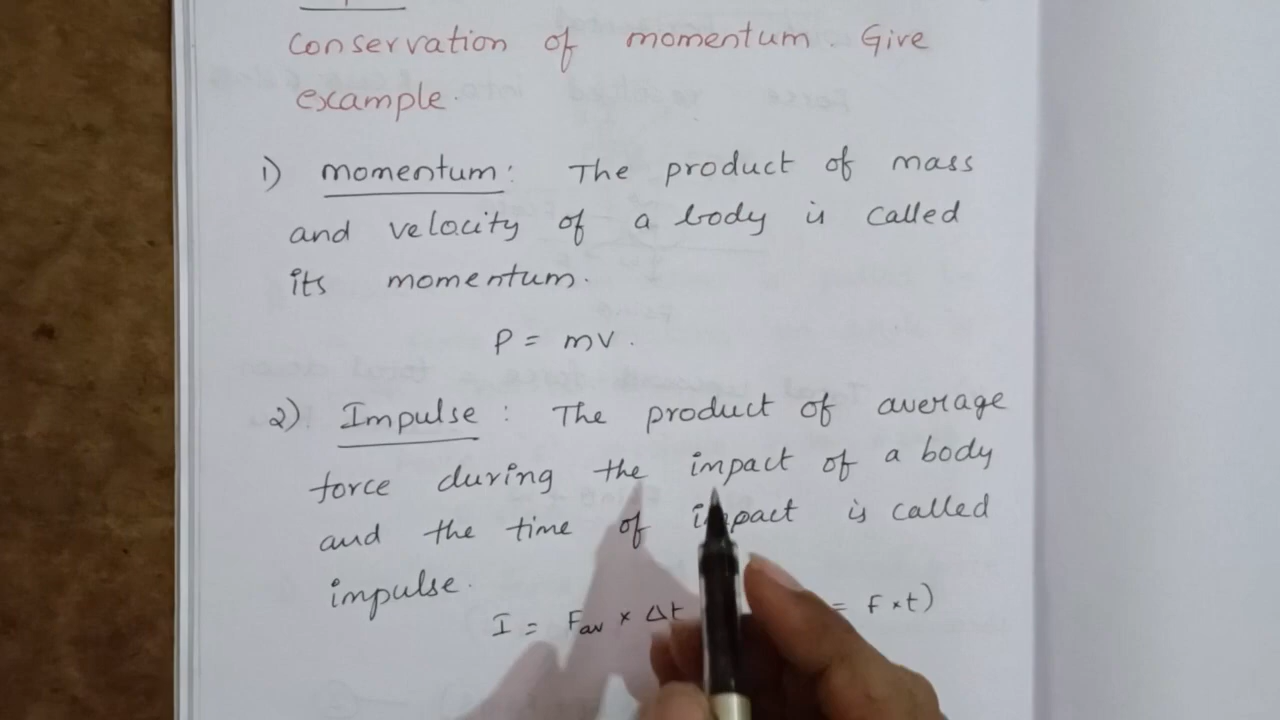 conservation of momentum. Give
example.
1) momentum: The product of mass
and velocity of a body is called
its momentum.
P = mv.
2) Impulse: The product of average
force during the impact of a body
and the time of impact is called
impulse.
I = Fav × Δt = F×t)